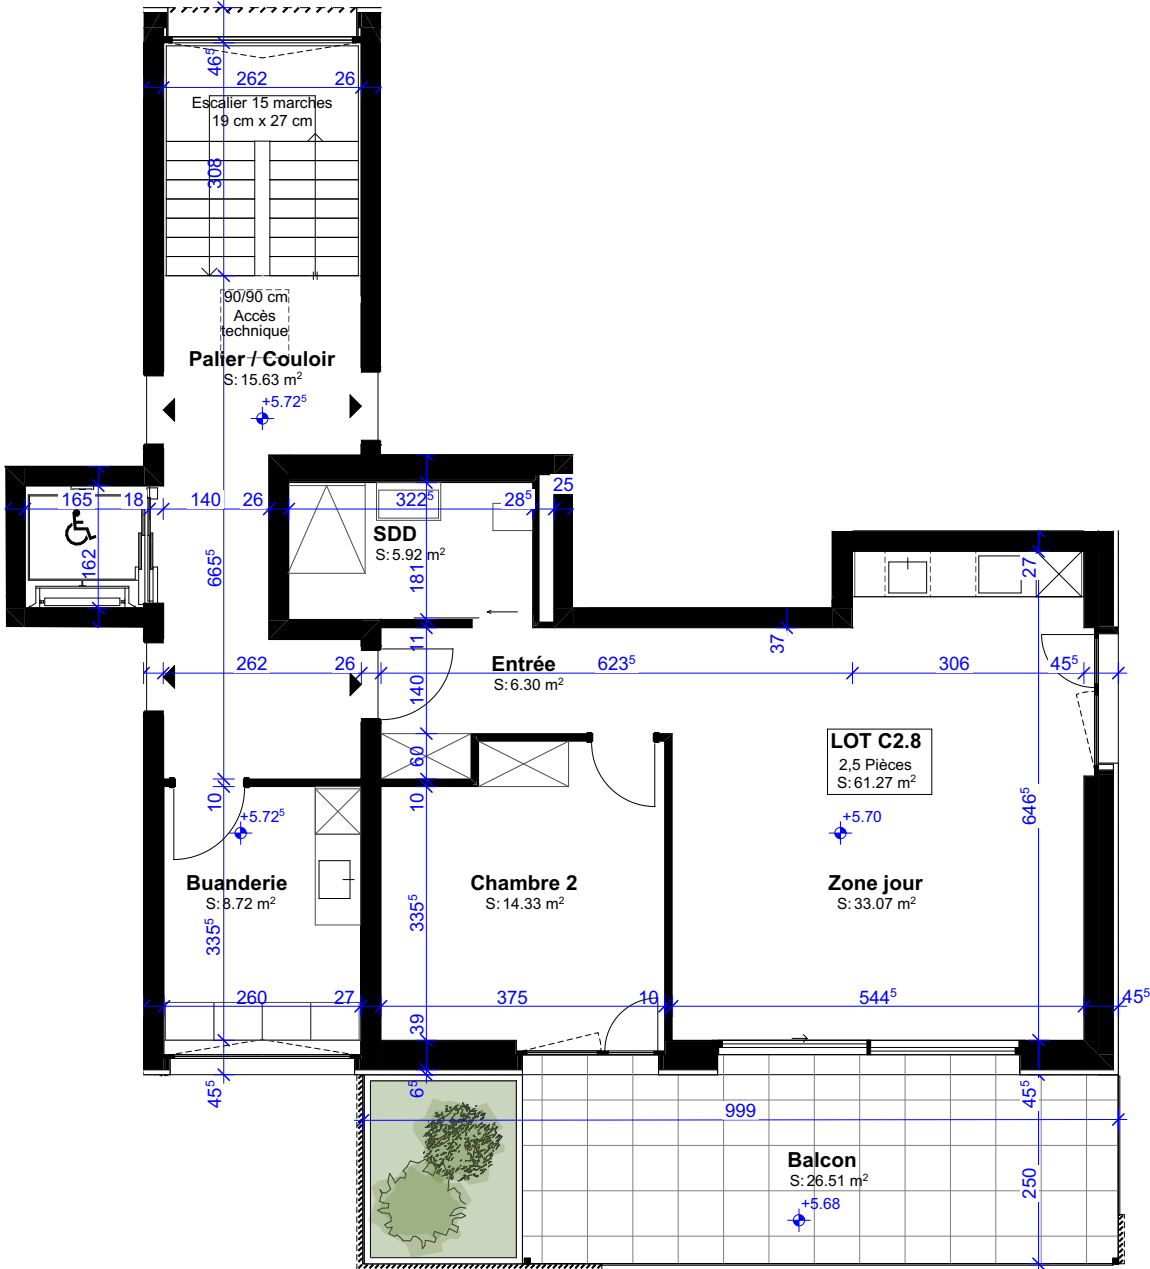 46⁵
262
26
Escalier 15 marches
19 cm x 27 cm
308
90/90 cm
Accès
technique
Palier / Couloir
S: 15.63 m²
+5.72⁵
165
18
140
26
322⁵
28⁵
25
SDD
S: 5.92 m²
162
665⁵
181
27
11
37
262
26
Entrée
S: 6.30 m²
623⁵
306
45⁵
140
LOT C2.8
2,5 Pièces
S: 61.27 m²
60
10
10
646⁵
+5.72⁵
+5.70
Buanderie
S: 8.72 m²
Chambre 2
S: 14.33 m²
Zone jour
S: 33.07 m²
335⁵
335⁵
260
27
375
10
544⁵
45⁵
39
45⁵
6⁵
45⁵
999
Balcon
S: 26.51 m²
250
+5.68